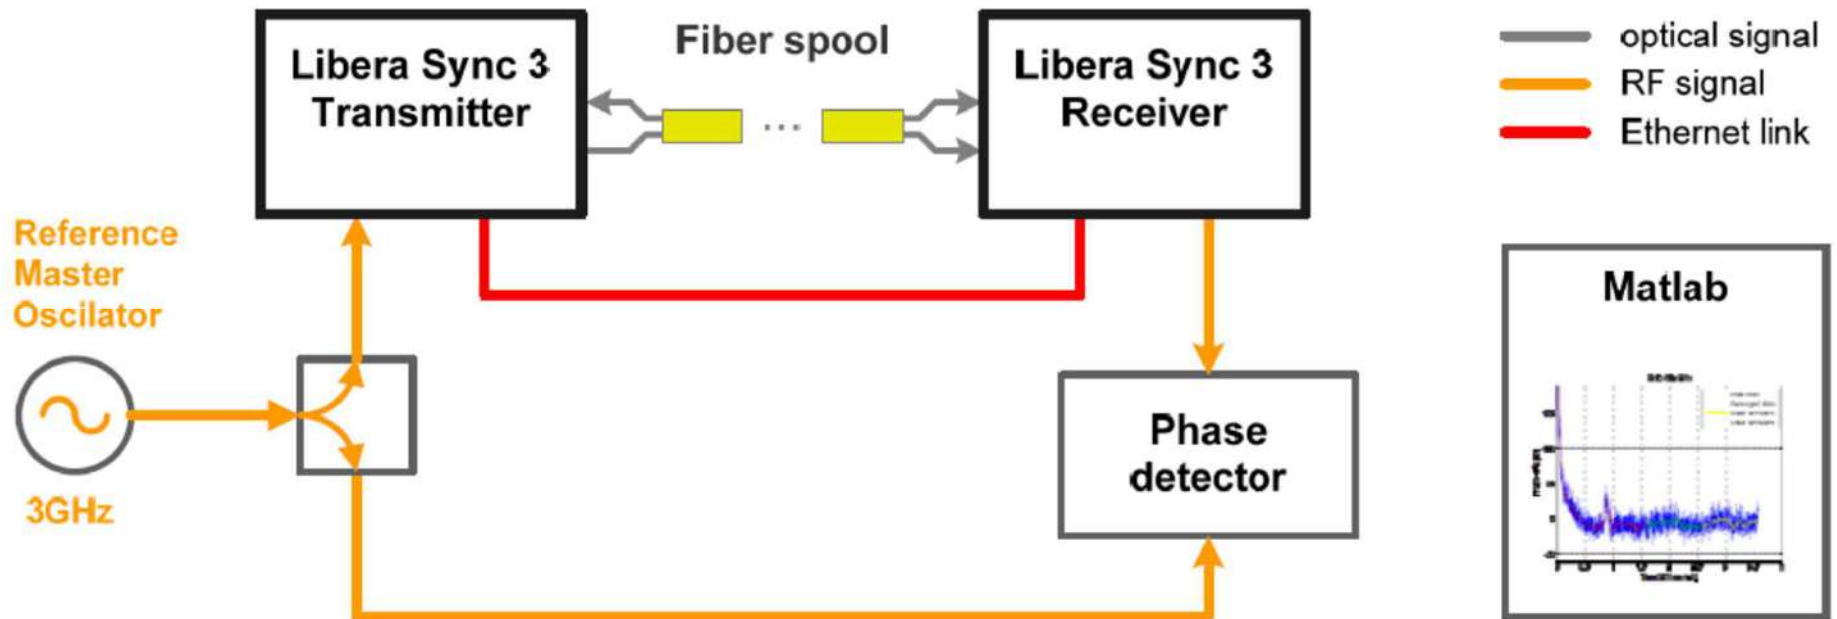 Libera Sync 3
Transmitter
Fiber spool
...
Libera Sync 3
Receiver
optical signal
RF signal
Ethernet link
Reference
Master
Oscilator
3GHz
Phase
detector
Matlab